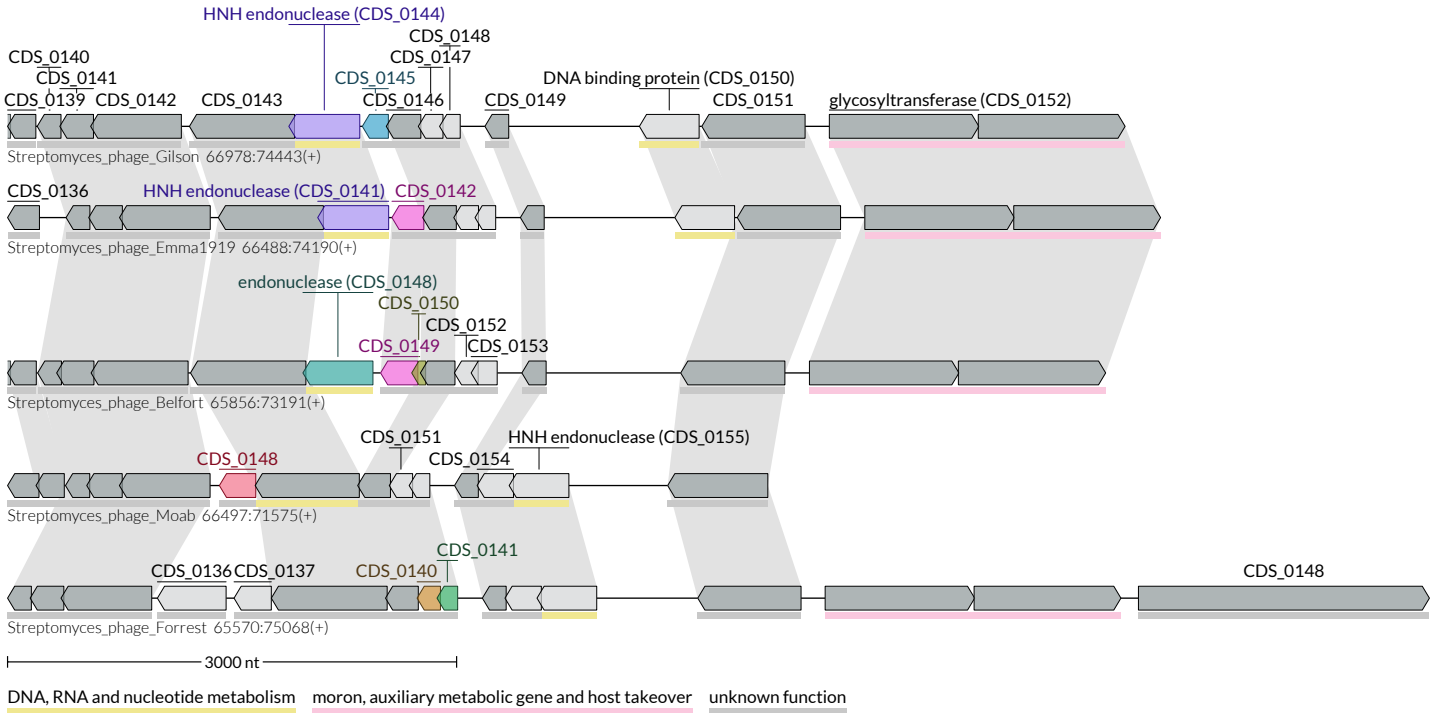 HNH endonuclease (CDS_0144)
CDS_0148
CDS_0140
CDS_0147
CDS_0141
CDS_0145
DNA binding protein (CDS_0150)
CDS_0139
CDS_0142
CDS_0143
CDS_0146
CDS_0149
CDS_0151
glycosyltransferase (CDS_0152)
Streptomyces_phage_Gilson 66978:74443(+)
CDS_0136
HNH endonuclease (CDS_0141)
CDS_0142
Streptomyces_phage_Emma1919 66488:74190(+)
endonuclease (CDS_0148)
CDS_0150
CDS_0152
CDS_0149
CDS_0153
Streptomyces_phage_Belfort 65856:73191(+)
CDS_0151
HNH endonuclease (CDS_0155)
CDS_0148
CDS_0154
Streptomyces_phage_Moab 66497:71575(+)
CDS_0141
CDS_0136
CDS_0137
CDS_0140
CDS_0148
Streptomyces_phage_Forrest 65570:75068(+)
3000 nt
DNA, RNA and nucleotide metabolism
moron, auxiliary metabolic gene and host takeover
unknown function